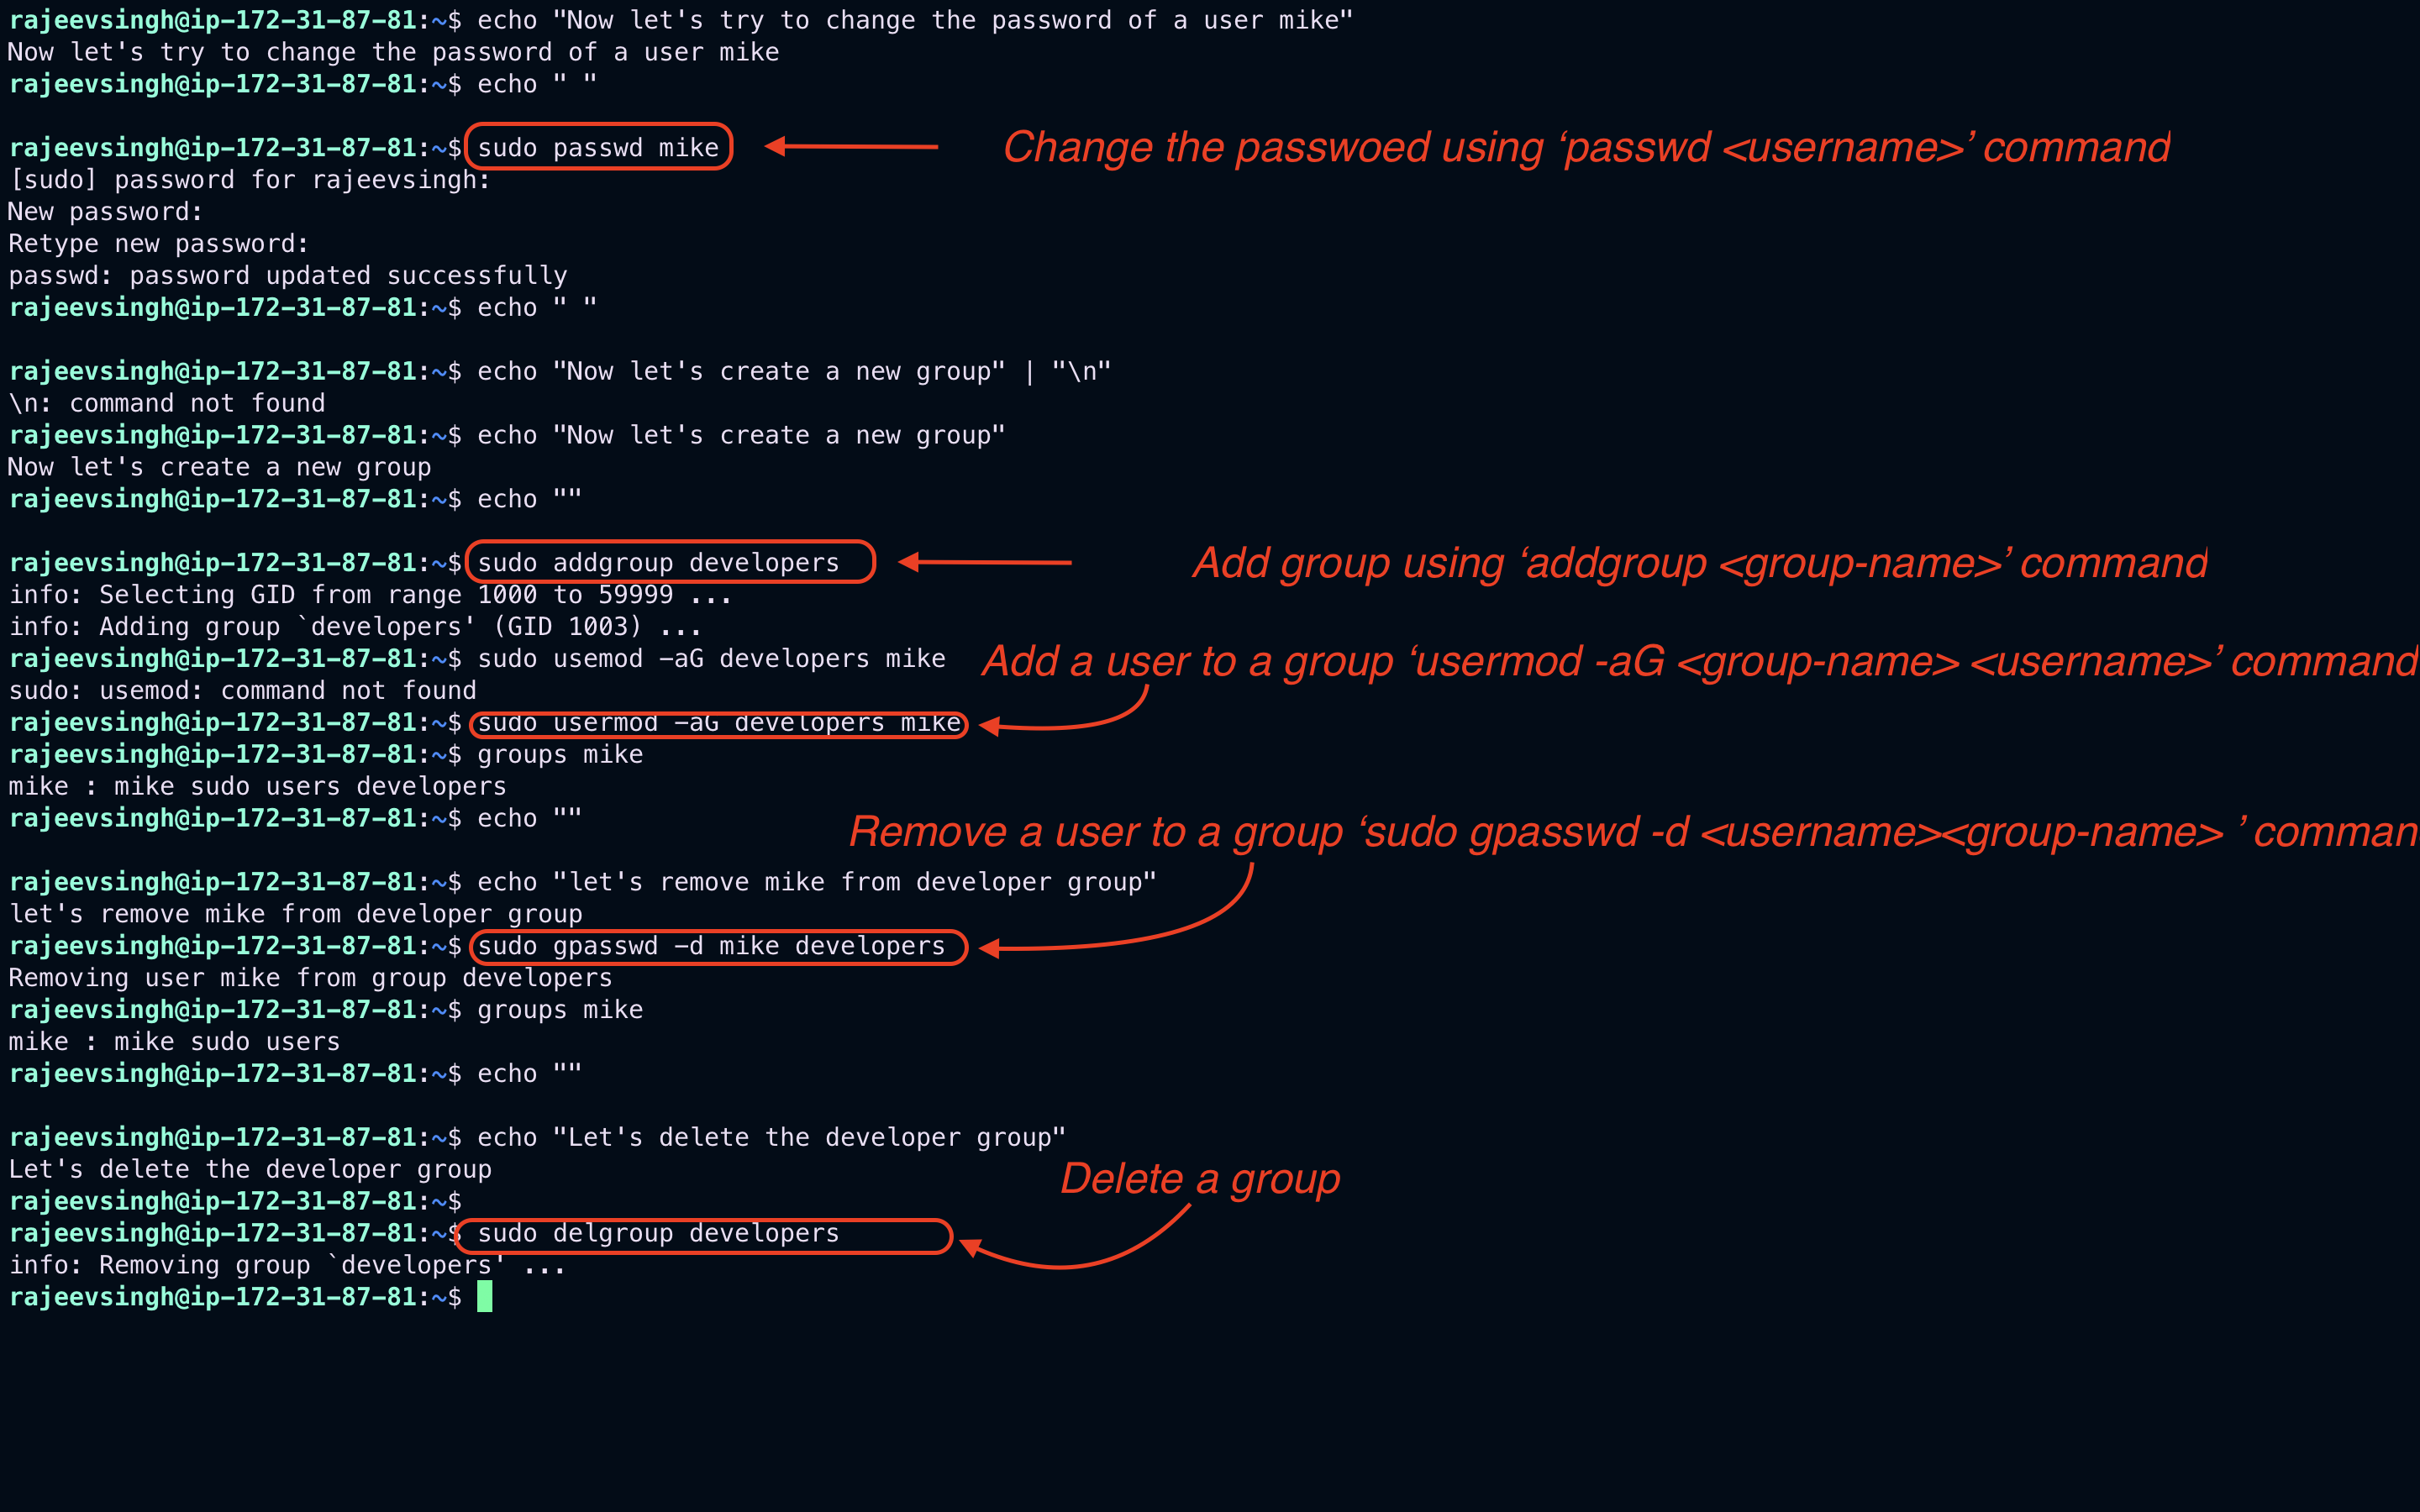 rajeevsingh@ip-172-31-87-81:~$ echo "Now let's try to change the password of a user mike"
Now let's try to change the password of a user mike
rajeevsingh@ip-172-31-87-81:~$ echo " "
rajeevsingh@ip-172-31-87-81:~$ sudo passwd mike
Change the passwoed using ‘passwd <username>’ command
[sudo] password for rajeevsingh:
New password:
Retype new password:
passwd: password updated successfully
rajeevsingh@ip-172-31-87-81:~$ echo " "
rajeevsingh@ip-172-31-87-81:~$ echo "Now let's create a new group" | "\n"
\n: command not found
rajeevsingh@ip-172-31-87-81:~$ echo "Now let's create a new group"
Now let's create a new group
rajeevsingh@ip-172-31-87-81:~$ echo ""
rajeevsingh@ip-172-31-87-81:~$ sudo addgroup developers
Add group using ‘addgroup <group-name>’ command
info: Selecting GID from range 1000 to 59999 ...
info: Adding group `developers' (GID 1003) ...
rajeevsingh@ip-172-31-87-81:~$ sudo usemod -aG developers mike
Add a user to a group ‘usermod -aG <group-name> <username>’ command
sudo: usemod: command not found
rajeevsingh@ip-172-31-87-81:~$ sudo usermod -aG developers mike
rajeevsingh@ip-172-31-87-81:~$ groups mike
mike : mike sudo users developers
rajeevsingh@ip-172-31-87-81:~$ echo ""
Remove a user to a group ‘sudo gpasswd -d <username><group-name> ’ comman
rajeevsingh@ip-172-31-87-81:~$ echo "let's remove mike from developer group"
let's remove mike from developer group
rajeevsingh@ip-172-31-87-81:~$ sudo gpasswd -d mike developers
Removing user mike from group developers
rajeevsingh@ip-172-31-87-81:~$ groups mike
mike : mike sudo users
rajeevsingh@ip-172-31-87-81:~$ echo ""
rajeevsingh@ip-172-31-87-81:~$ echo "Let's delete the developer group"
Let's delete the developer group
Delete a group
rajeevsingh@ip-172-31-87-81:~$
rajeevsingh@ip-172-31-87-81:~$ sudo delgroup developers
info: Removing group `developers' ...
rajeevsingh@ip-172-31-87-81:~$